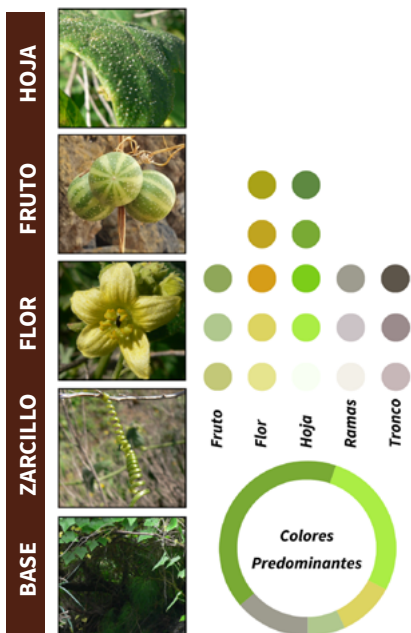 HOJA
FRUTO
FLOR
ZARCILLO
BASE
Fruto
Flor
Hoja
Ramas
Tronco
Colores
Predominantes